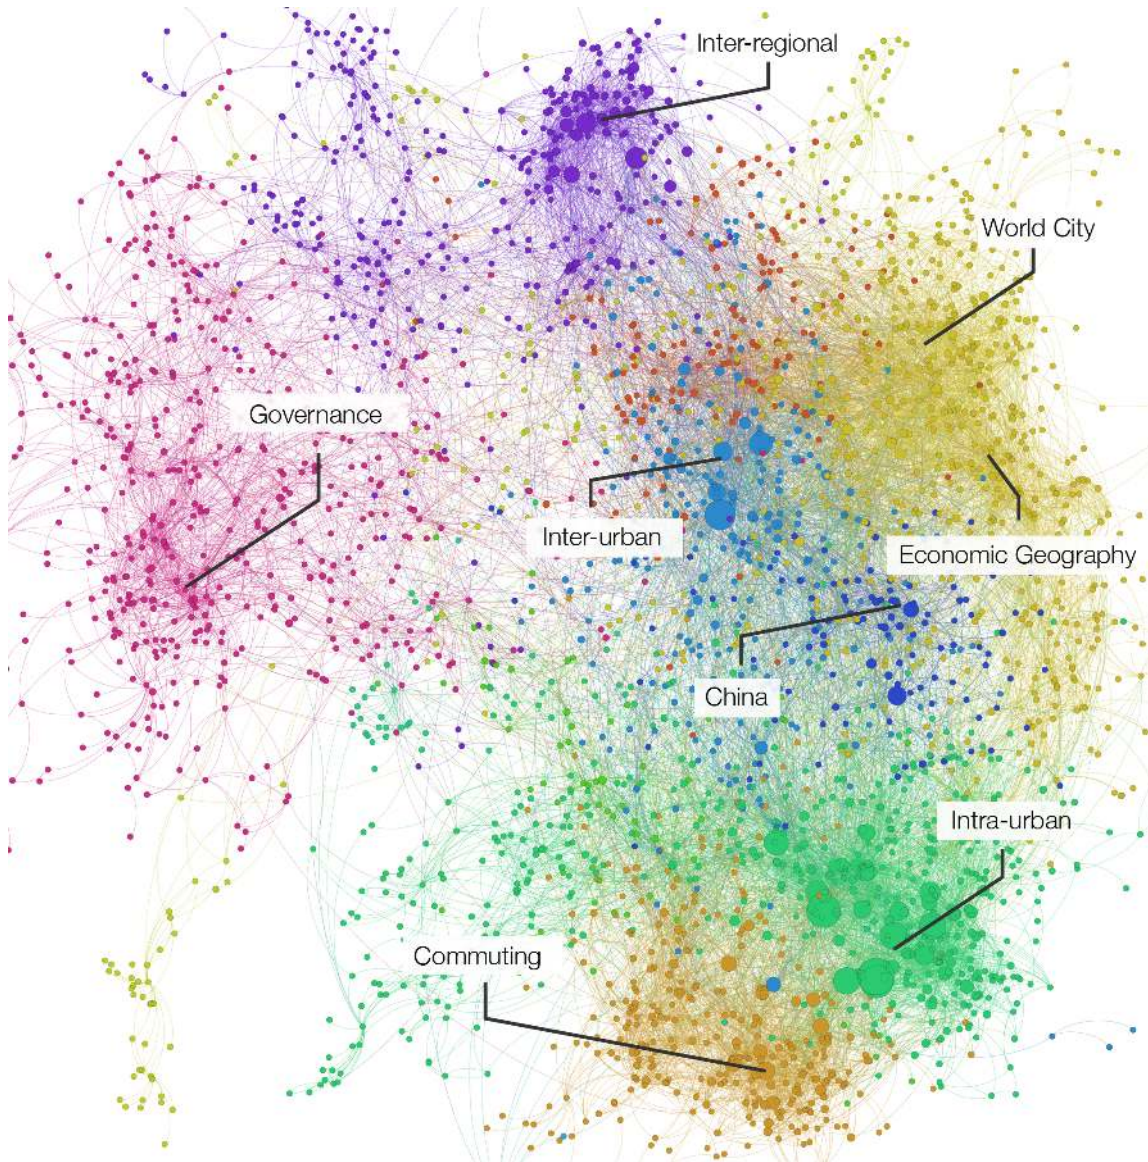 Inter-regional
World City
Governance
Inter-urban
Economic Geography
China
Intra-urban
Commuting